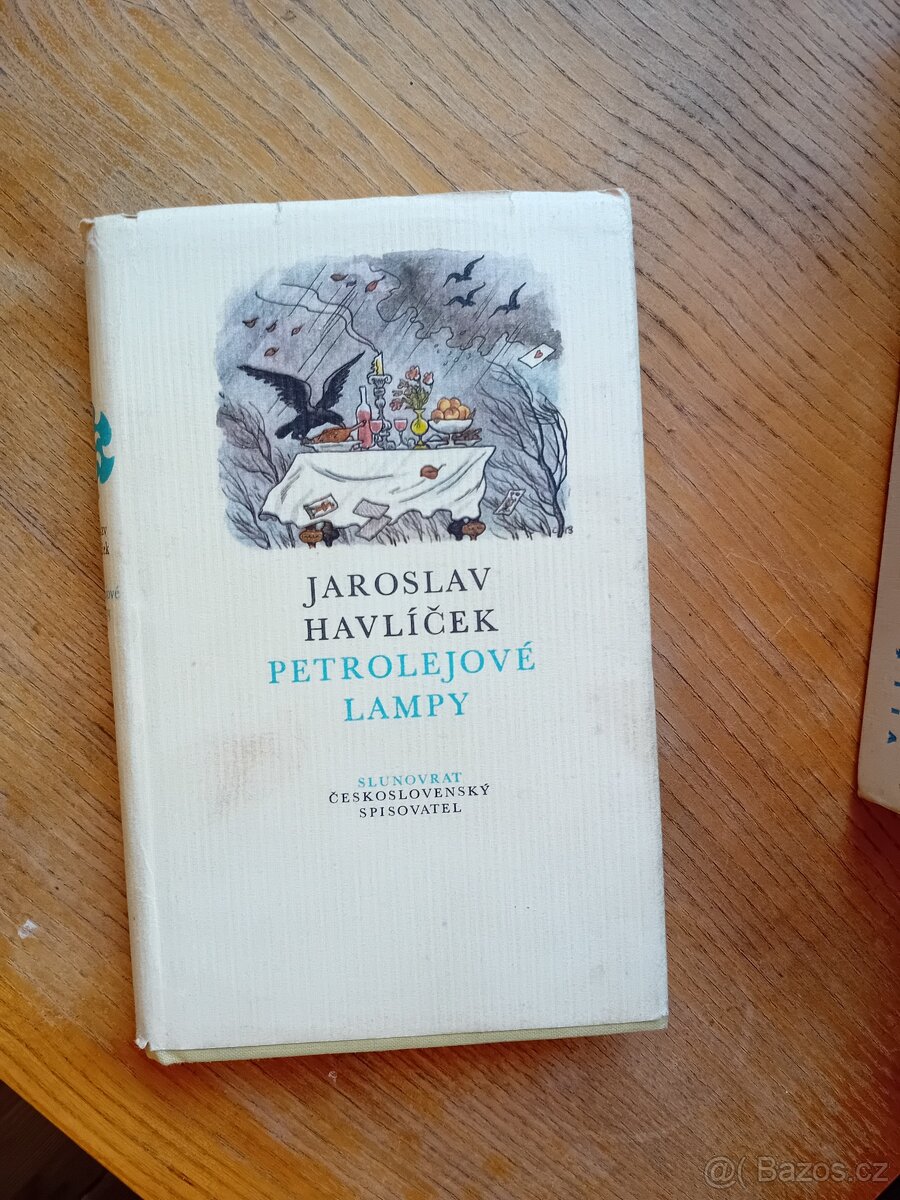 JAROSLAV
HAVLÍČEK
PETROLEJOVÉ
LAMPY
SLUNOVRAT
ČESKOSLOVENSKÝ
SPISOVATEL
@( Bazos.cz